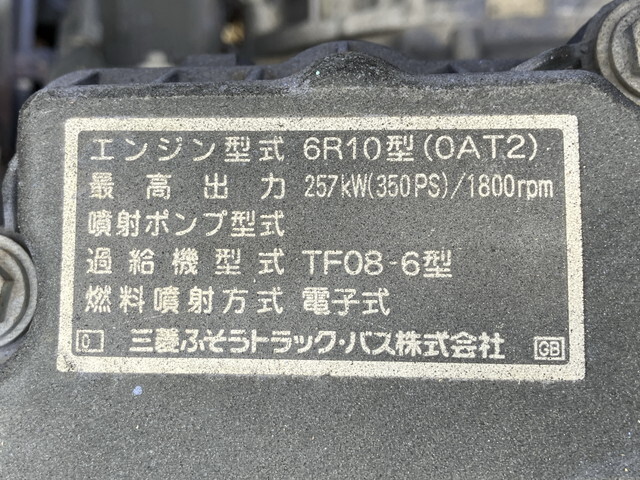 エンジン型式 6R10型(0AT2)
最高出力 257kW(350PS)/1800rpm
噴射ポンプ型式
過給機型式 TF08-6型
燃料噴射方式 電子式
0 三菱ふそうトラック・バス株式会社 GB